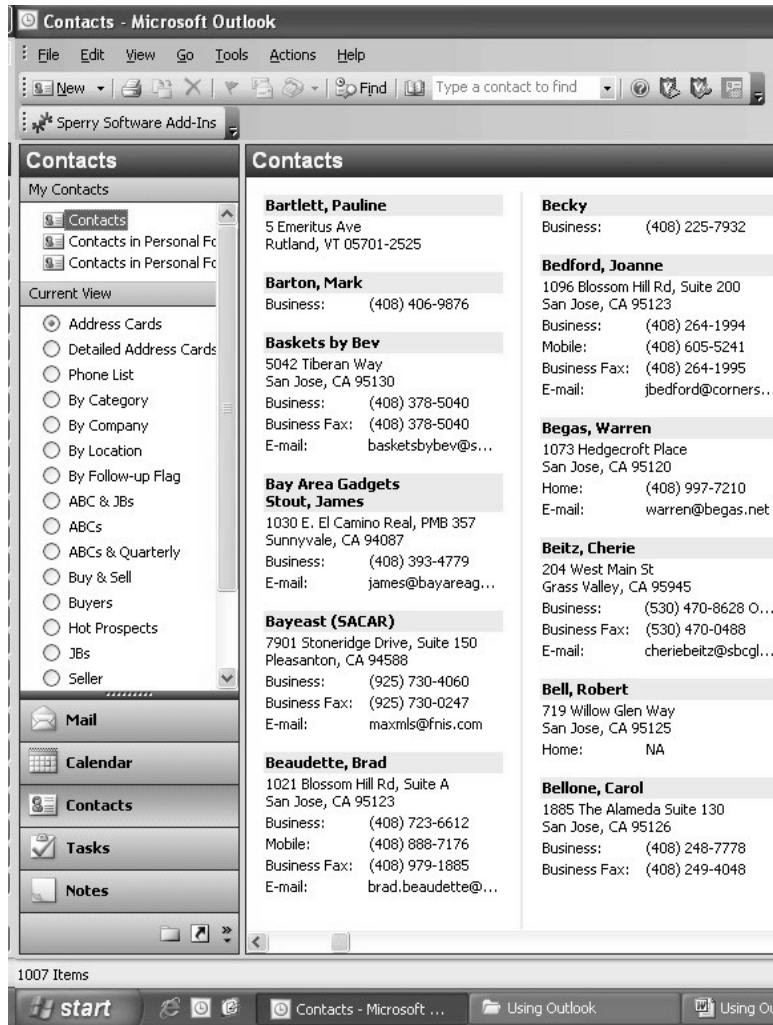 Contacts - Microsoft Outlook
File Edit View Go Tools Actions Help
New Find Type a contact to find
Sperry Software Add-Ins
Contacts
My Contacts
Contacts
Contacts in Personal Fo
Contacts in Personal Fo
Current View
Address Cards
Detailed Address Cards
Phone List
By Category
By Company
By Location
By Follow-up Flag
ABC & JBs
ABCs
ABCs & Quarterly
Buy & Sell
Buyers
Hot Prospects
JBs
Seller
Mail
Calendar
Contacts
Tasks
Notes
Contacts
Bartlett, Pauline
5 Emeritus Ave
Rutland, VT 05701-2525
Barton, Mark
Business: (408) 406-9876
Baskets by Bev
5042 Tiberan Way
San Jose, CA 95130
Business: (408) 378-5040
Business Fax: (408) 378-5040
E-mail: basketsbybev@s...
Bay Area Gadgets
Stout, James
1030 E. El Camino Real, PMB 357
Sunnyvale, CA 94087
Business: (408) 393-4779
E-mail: james@bayareag...
Bayeast (SACAR)
7901 Stoneridge Drive, Suite 150
Pleasanton, CA 94588
Business: (925) 730-4060
Business Fax: (925) 730-0247
E-mail: maxmls@fnis.com
Beaudette, Brad
1021 Blossom Hill Rd, Suite A
San Jose, CA 95123
Business: (408) 723-6612
Mobile: (408) 888-7176
Business Fax: (408) 979-1885
E-mail: brad.beaudette@...
Becky
Business: (408) 225-7932
Bedford, Joanne
1096 Blossom Hill Rd, Suite 200
San Jose, CA 95123
Business: (408) 264-1994
Mobile: (408) 605-5241
Business Fax: (408) 264-1995
E-mail: jbedford@corners...
Begas, Warren
1073 Hedgecroft Place
San Jose, CA 95120
Home: (408) 997-7210
E-mail: warren@begas.net
Beitz, Cherie
204 West Main St
Grass Valley, CA 95945
Business: (530) 470-8628 O...
Business Fax: (530) 470-0488
E-mail: cheriebeitz@sbcgl...
Bell, Robert
719 Willow Glen Way
San Jose, CA 95125
Home: NA
Bellone, Carol
1885 The Alameda Suite 130
San Jose, CA 95126
Business: (408) 248-7778
Business Fax: (408) 249-4048
1007 Items
start Contacts - Microsoft ... Using Outlook Using Ou